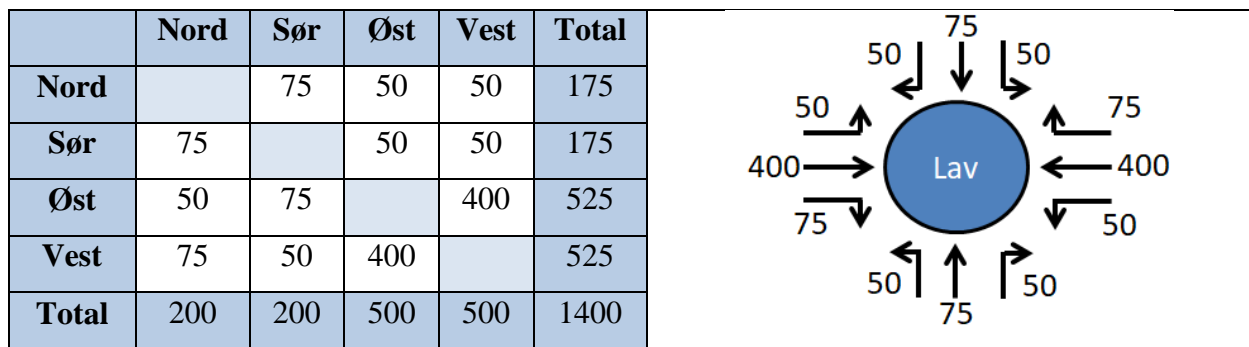 Nord Sør Øst Vest Total
Nord 75 50 50 175
Sør 75 50 50 175
Øst 50 75 400 525
Vest 75 50 400 525
Total 200 200 500 500 1400
75
50 50
50 75
400 Lav 400
75 50
50 50
75